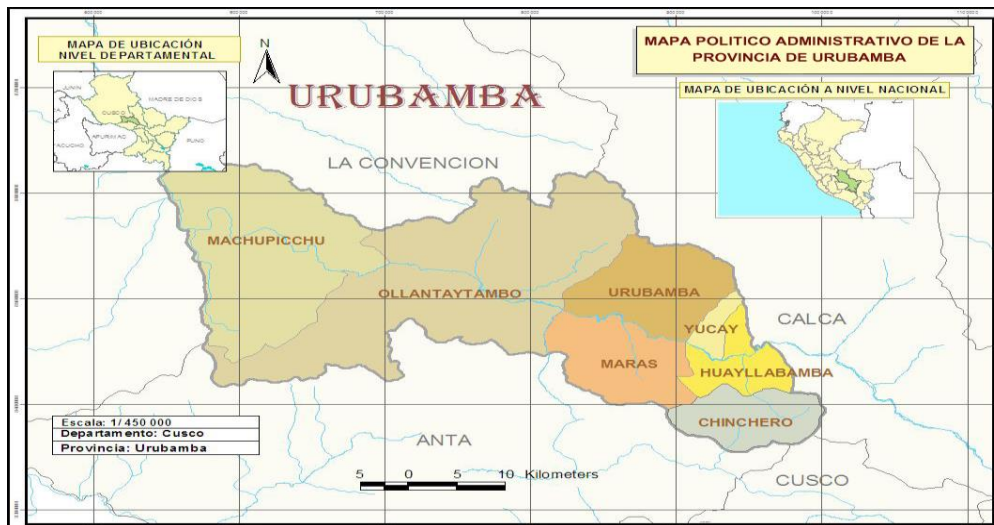 MAPA DE UBICACIÓN
NIVEL DEPARTAMENTAL
JUNIN
MADRE DE DIOS
CUSCO
APURIMAC
PUNO
N
URUBAMBA
MAPA POLITICO ADMINISTRATIVO DE LA
PROVINCIA DE URUBAMBA
MAPA DE UBICACIÓN A NIVEL NACIONAL
LA CONVENCION
MACHUPICCHU
OLLANTAYTAMBO
URUBAMBA
YUCAY
CALCA
MARAS
HUAYLLABAMBA
CHINCHERO
ANTA
CUSCO
Escala: 1/450 000
Departamento: Cusco
Provincia: Urubamba
5 0 5 10 Kilometers